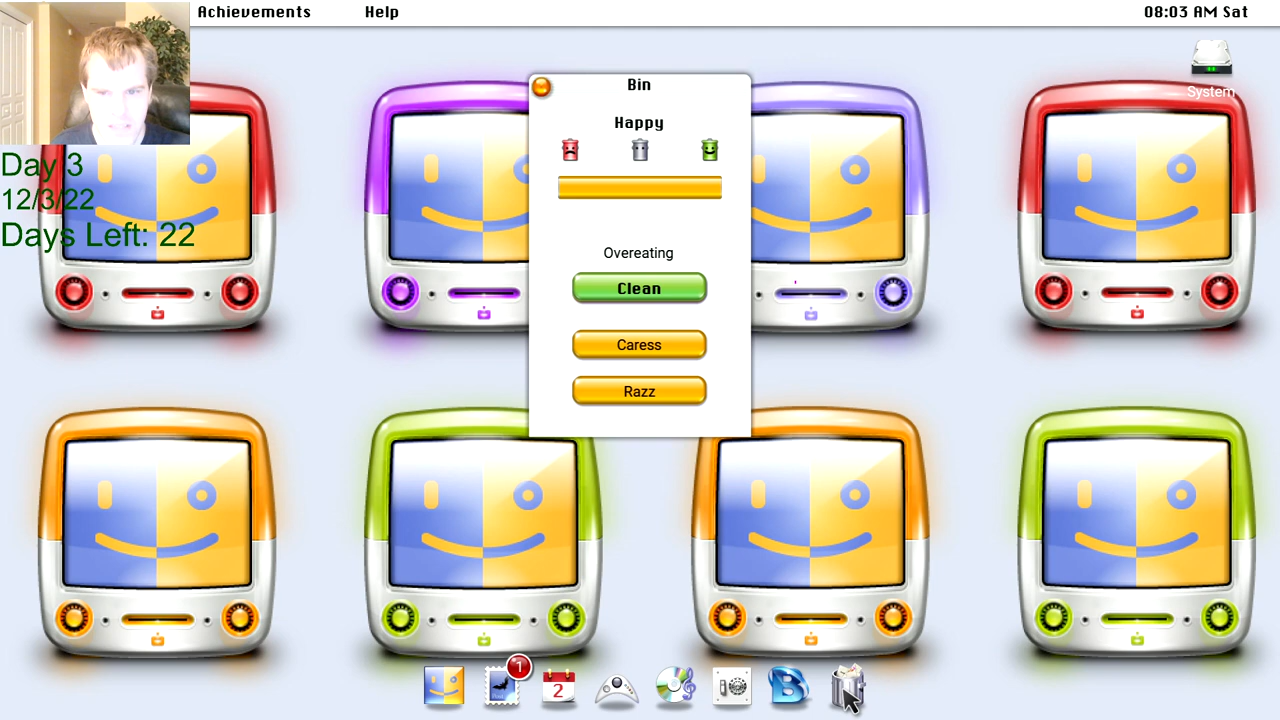 Achievements
Help
08:03 AM Sat
System
Day 3
12/3/22
Days Left: 22
Bin
Happy
Overeating
Clean
Caress
Razz
1
2
B